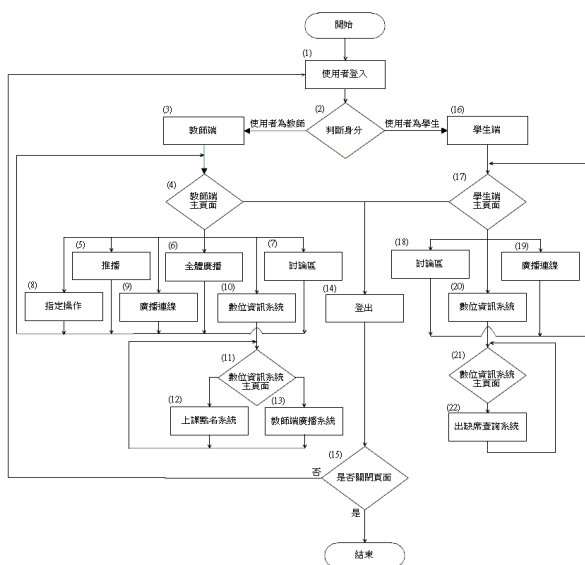 開始
(1)
使用者登入
(2)
判斷身分
使用者為教師
使用者為學生
(3)
教師端
(16)
學生端
(4)
教師端
主頁面
(17)
學生端
主頁面
(5)
推播
(6)
全體廣播
(7)
討論區
(8)
指定操作
(9)
廣播連線
(10)
數位資訊系統
(14)
登出
(18)
討論區
(19)
廣播連線
(20)
數位資訊系統
(11)
數位資訊系統
主頁面
(12)
上課點名系統
(13)
教師端廣播系統
(21)
數位資訊系統
主頁面
(22)
出缺席查詢系統
(15)
是否關閉頁面
否
是
結束